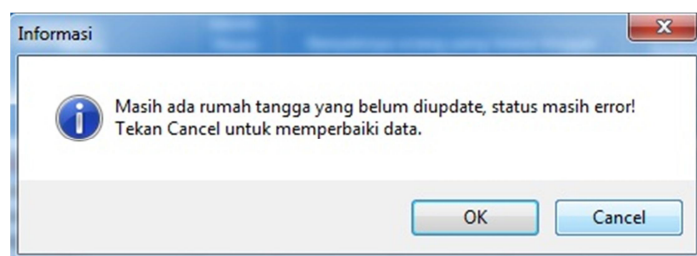 Informasi
Masih ada rumah tangga yang belum diupdate, status masih error!
Tekan Cancel untuk memperbaiki data.
OK
Cancel